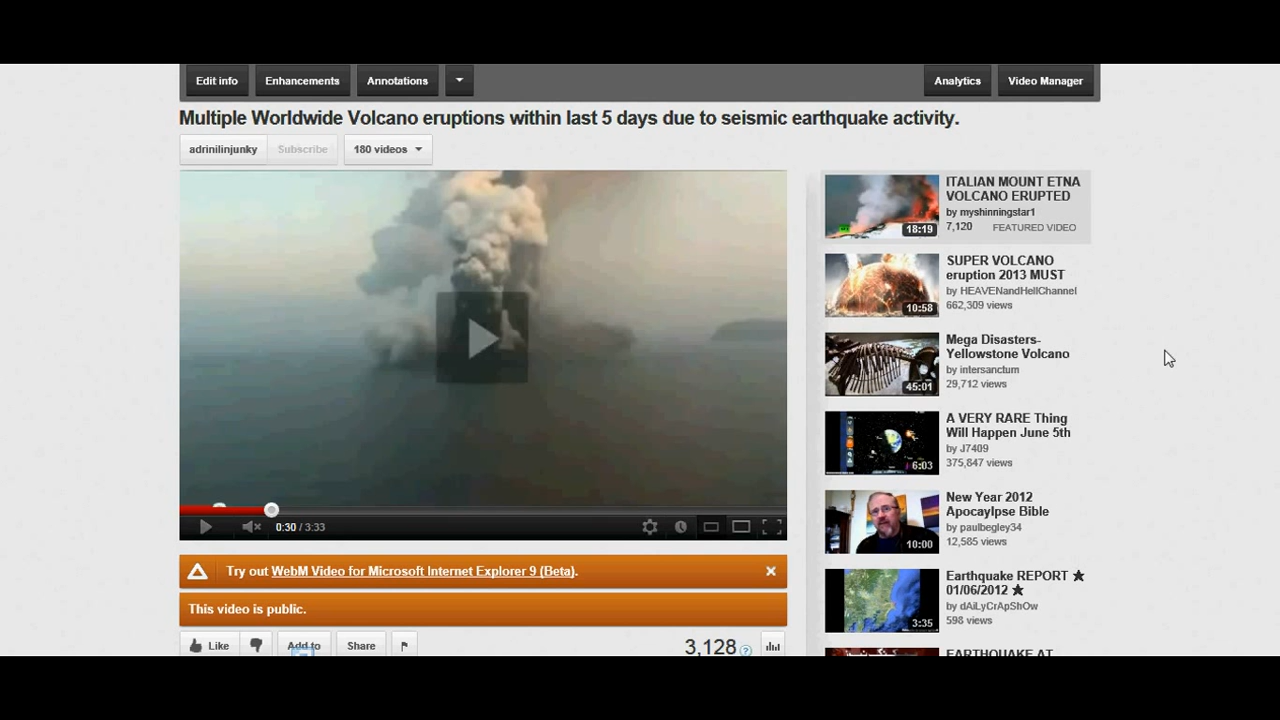 Edit info
Enhancements
Annotations
Analytics
Video Manager
Multiple Worldwide Volcano eruptions within last 5 days due to seismic earthquake activity.
adrinilinjunky
Subscribe
180 videos
0:30 / 3:33
Try out WebM Video for Microsoft Internet Explorer 9 (Beta).
This video is public.
Like
Add to
Share
3,128
18:19
ITALIAN MOUNT ETNA
VOLCANO ERUPTED
by myshinningstar1
7,120 FEATURED VIDEO
10:58
SUPER VOLCANO
eruption 2013 MUST
by HEAVENandHellChannel
662,309 views
45:01
Mega Disasters-
Yellowstone Volcano
by intersanctum
29,712 views
6:03
A VERY RARE Thing
Will Happen June 5th
by J7409
375,847 views
10:00
New Year 2012
Apocaylpse Bible
by paulbegley34
12,585 views
3:35
Earthquake REPORT ★
01/06/2012 ★
by dAiLyCrApShOw
598 views
EARTHQUAKE AT